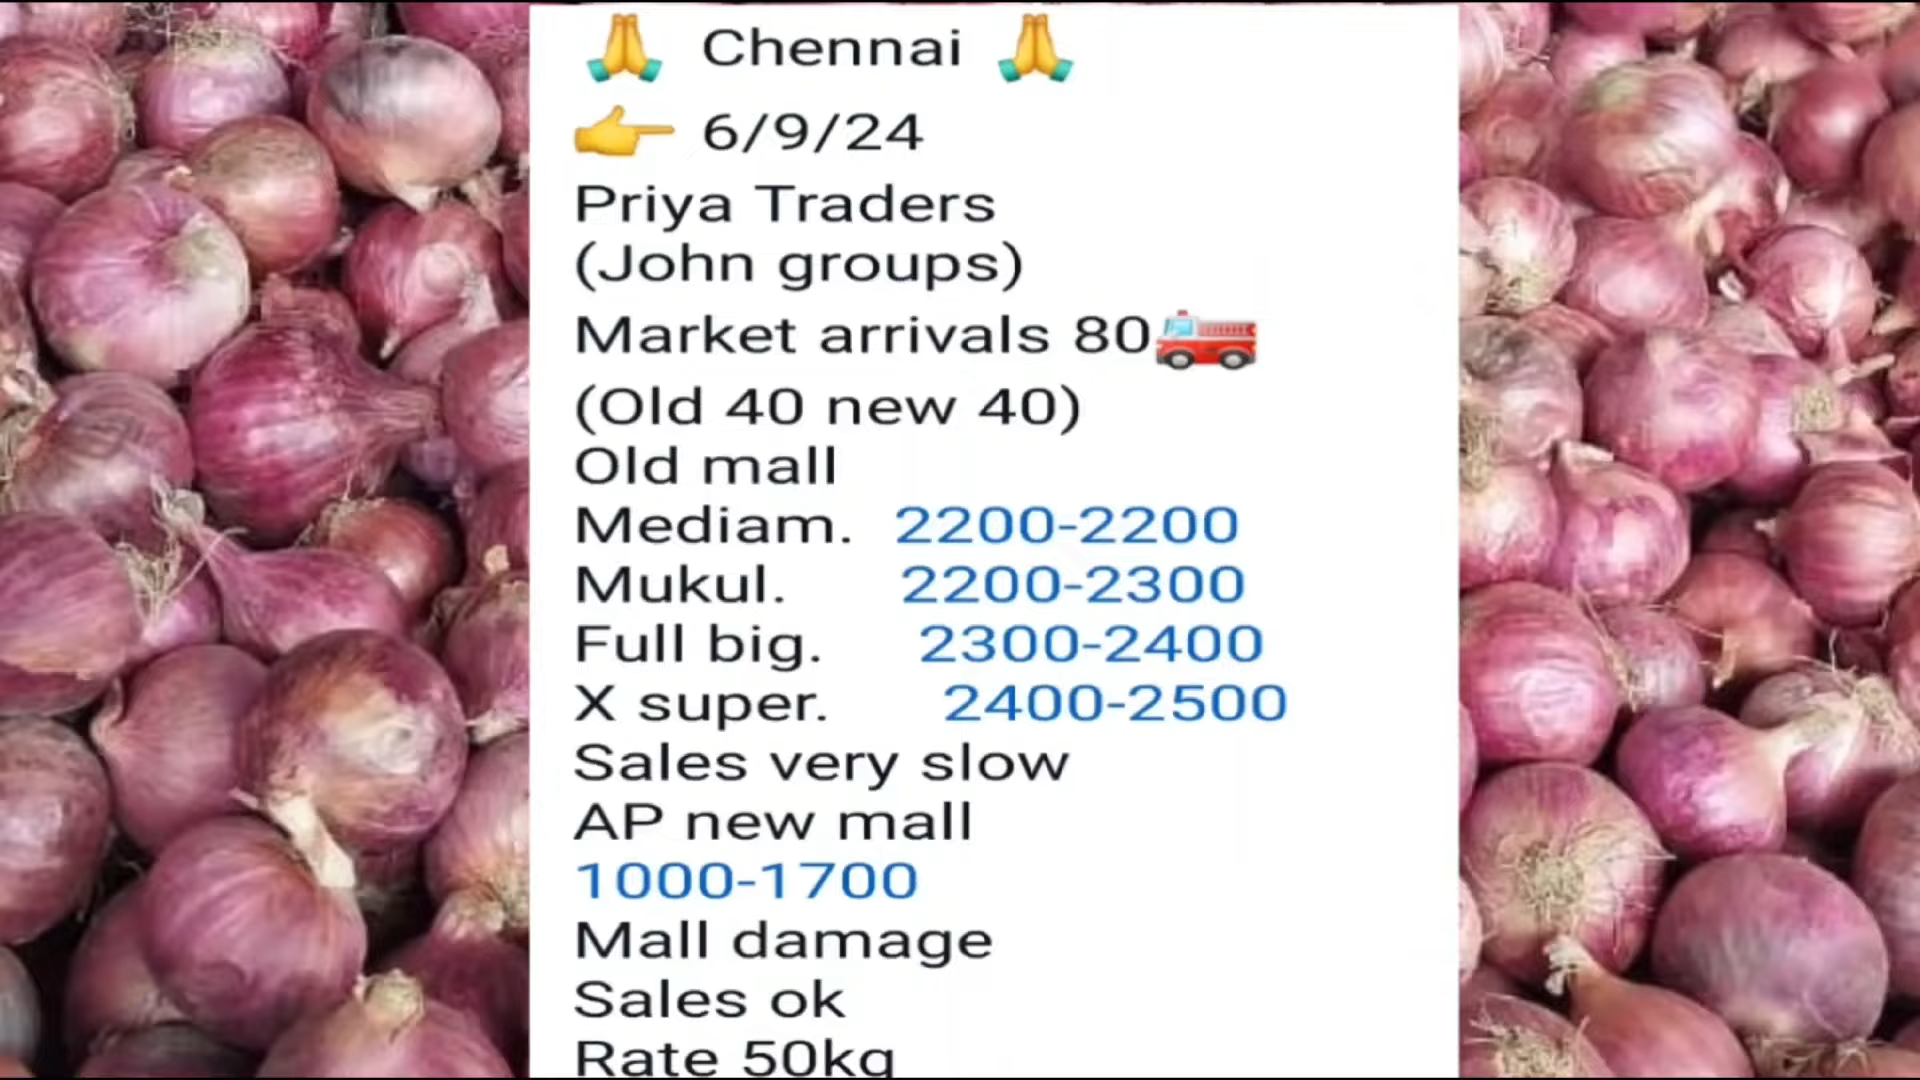 🙏 Chennai 🙏
👉 6/9/24
Priya Traders
(John groups)
Market arrivals 80🚒
(Old 40 new 40)
Old mall
Mediam. 2200-2200
Mukul. 2200-2300
Full big. 2300-2400
X super. 2400-2500
Sales very slow
AP new mall
1000-1700
Mall damage
Sales ok
Rate 50kg